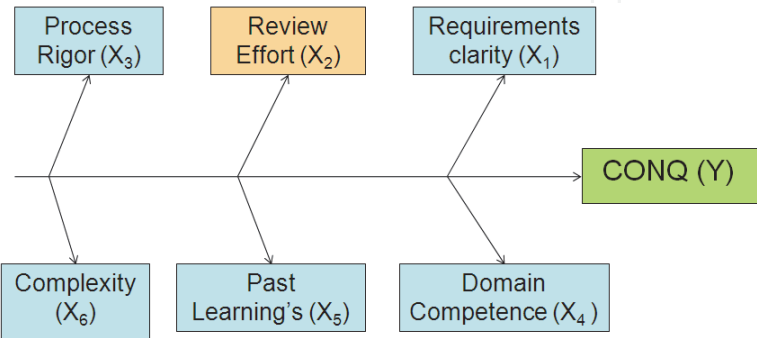 Process
Rigor (X₃)
Review
Effort (X₂)
Requirements
clarity (X₁)
CONQ (Y)
Complexity
(X₆)
Past
Learning's (X₅)
Domain
Competence (X₄ )